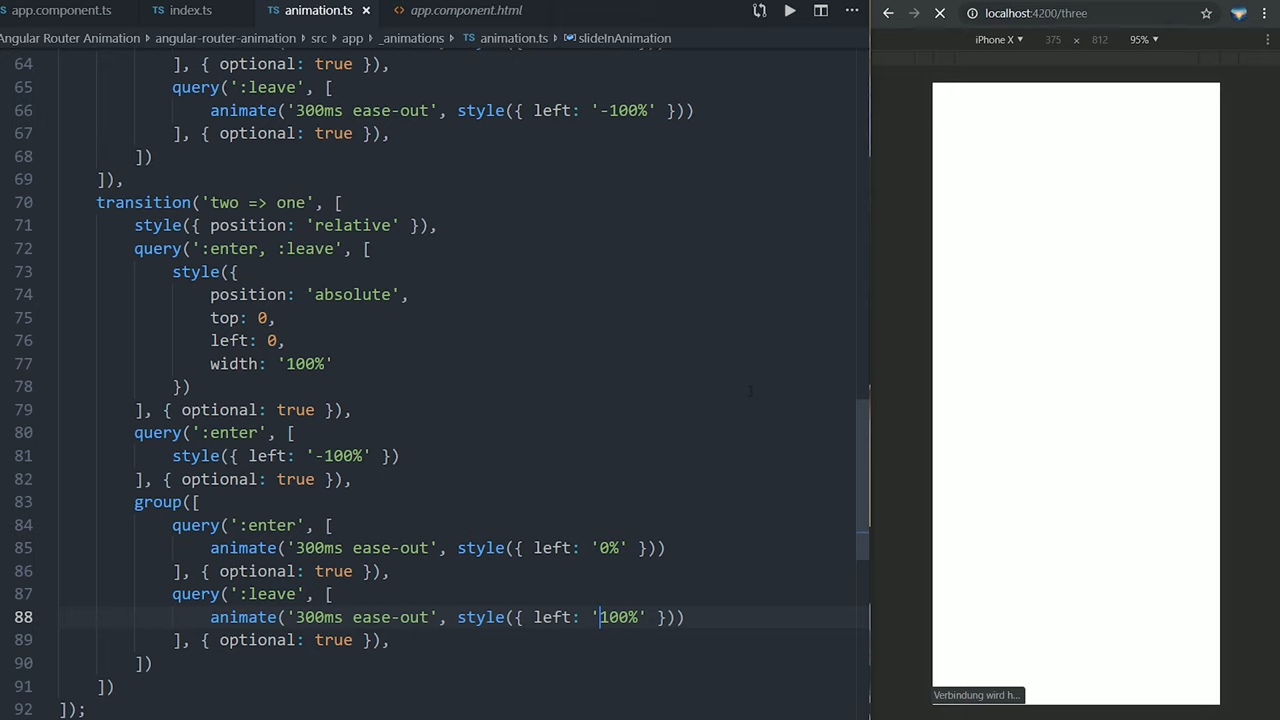 app.component.ts index.ts animation.ts × app.component.html
localhost:4200/three
Angular Router Animation > angular-router-animation > src > app > _animations > animation.ts > slideInAnimation
iPhone X ▾ 375 × 812 95% ▾
64 ], { optional: true }),
65 query(':leave', [
66 animate('300ms ease-out', style({ left: '-100%' }))
67 ], { optional: true }),
68 ])
69 ]),
70 transition('two => one', [
71 style({ position: 'relative' }),
72 query(':enter, :leave', [
73 style({
74 position: 'absolute',
75 top: 0,
76 left: 0,
77 width: '100%'
78 })
79 ], { optional: true }),
80 query(':enter', [
81 style({ left: '-100%' })
82 ], { optional: true }),
83 group([
84 query(':enter', [
85 animate('300ms ease-out', style({ left: '0%' }))
86 ], { optional: true }),
87 query(':leave', [
88 animate('300ms ease-out', style({ left: '100%' }))
89 ], { optional: true }),
90 ])
91 ])
92 ]);
Verbindung wird h...